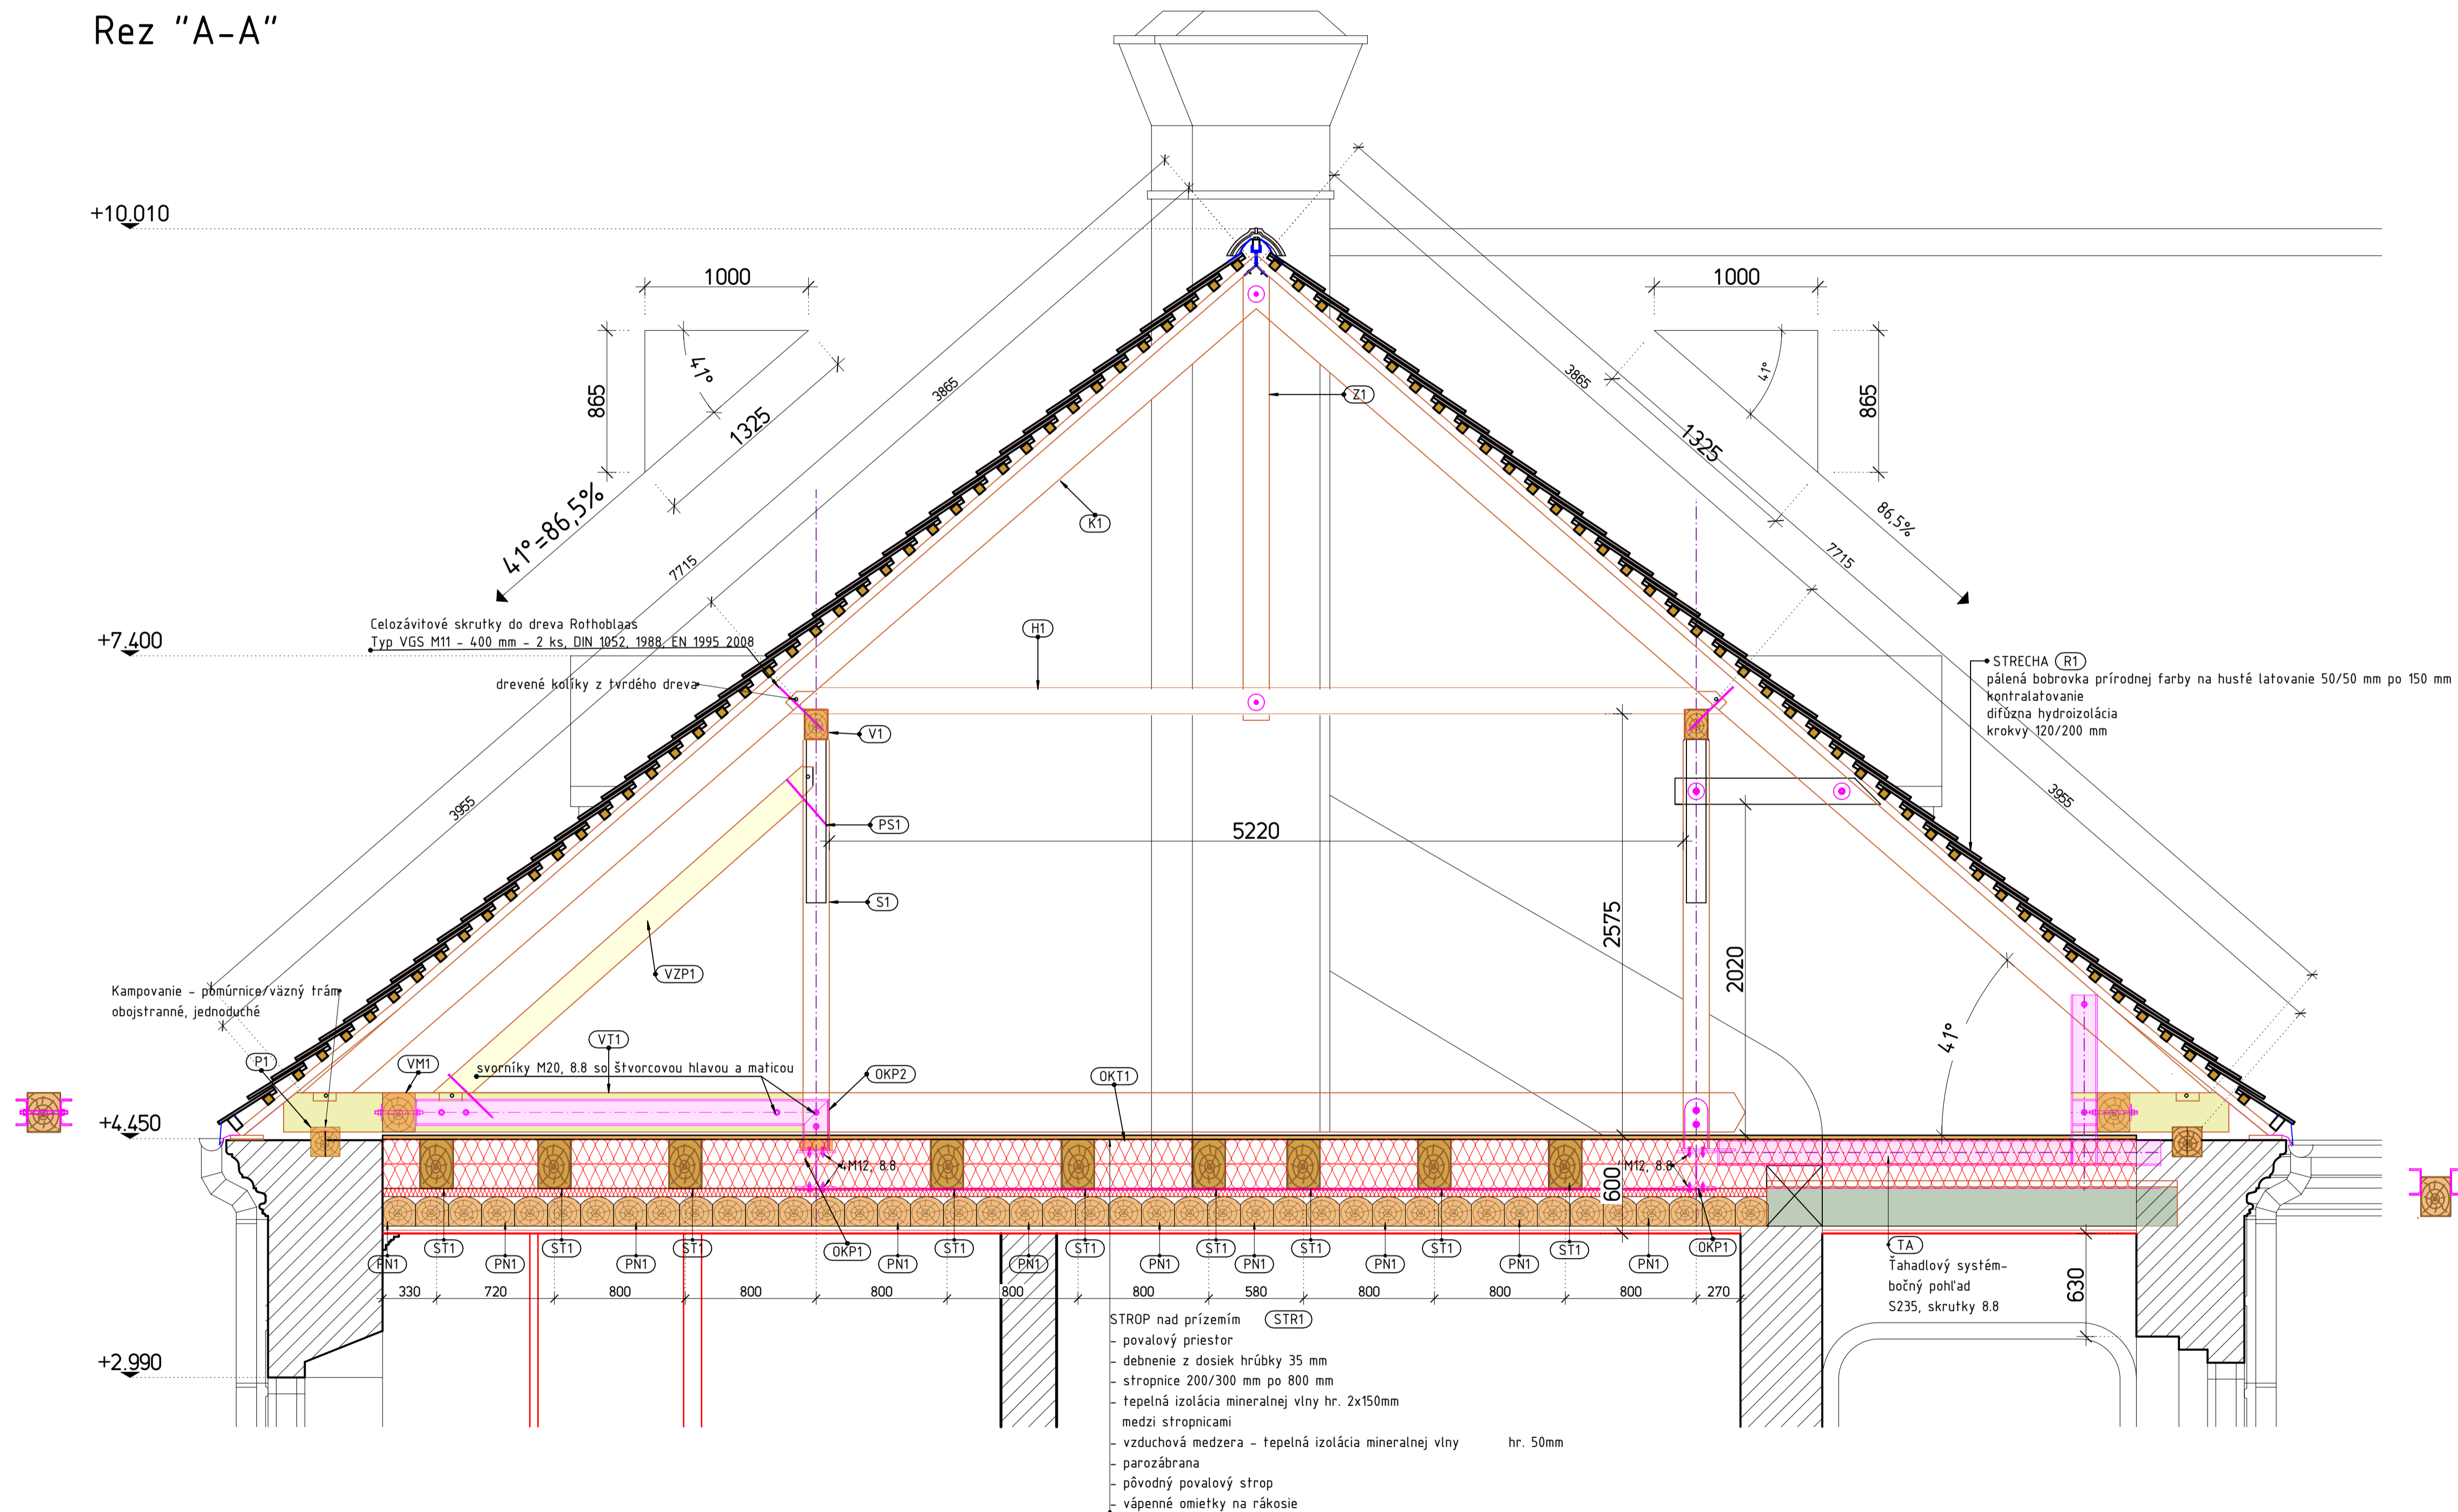 Rez "A-A"
+10.010
1000
1000
865
41°
1325
41°=86,5%
3865
7715
3955
3865
41°
1325
865
86,5%
7715
3955
Z1
K1
H1
+7.400
Celozávitové skrutky do dreva Rothoblaas
Typ VGS M11 - 400 mm - 2 ks, DIN 1052, 1988, EN 1995 2008
drevené kolíky z tvrdého dreva
STRECHA R1
pálená bobrovka prírodnej farby na husté latovanie 50/50 mm po 150 mm
kontralatovanie
difúzna hydroizolácia
krokvy 120/200 mm
V1
PS1
5220
S1
2575
2020
VZP1
Kampovanie - pomúrnice/väzný trám
obojstranné, jednoduché
41°
P1
VM1
VT1
svorníky M20, 8.8 so štvorcovou hlavou a maticou
OKP2
OKT1
+4.450
4M12, 8.8
M12, 8.8
600
PN1
ST1
PN1
ST1
PN1
ST1
OKP1
PN1
ST1
PN1
ST1
PN1
ST1
PN1
ST1
PN1
ST1
PN1
ST1
PN1
OKP1
TA
Ťahadlový systém-
bočný pohľad
S235, skrutky 8.8
630
330 720 800 800 800 800 800 580 800 800 800 270
+2.990
STROP nad prízemím STR1
- povalový priestor
- debnenie z dosiek hrúbky 35 mm
- stropnice 200/300 mm po 800 mm
- tepelná izolácia mineralnej vlny hr. 2x150mm
medzi stropnicami
- vzduchová medzera - tepelná izolácia mineralnej vlny hr. 50mm
- parozábrana
- pôvodný povalový strop
- vápenné omietky na rákosie